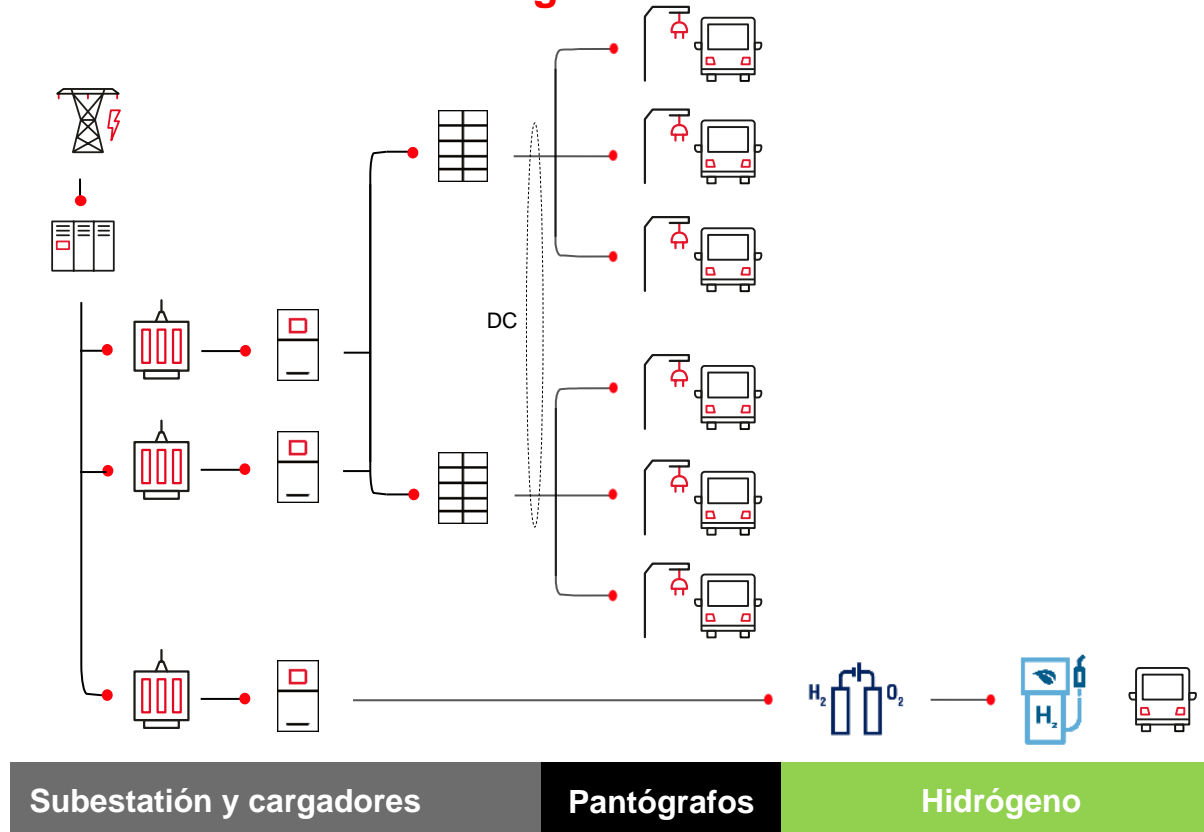 DC
H2
O2
H2
Subestatión y cargadores
Pantógrafos
Hidrógeno